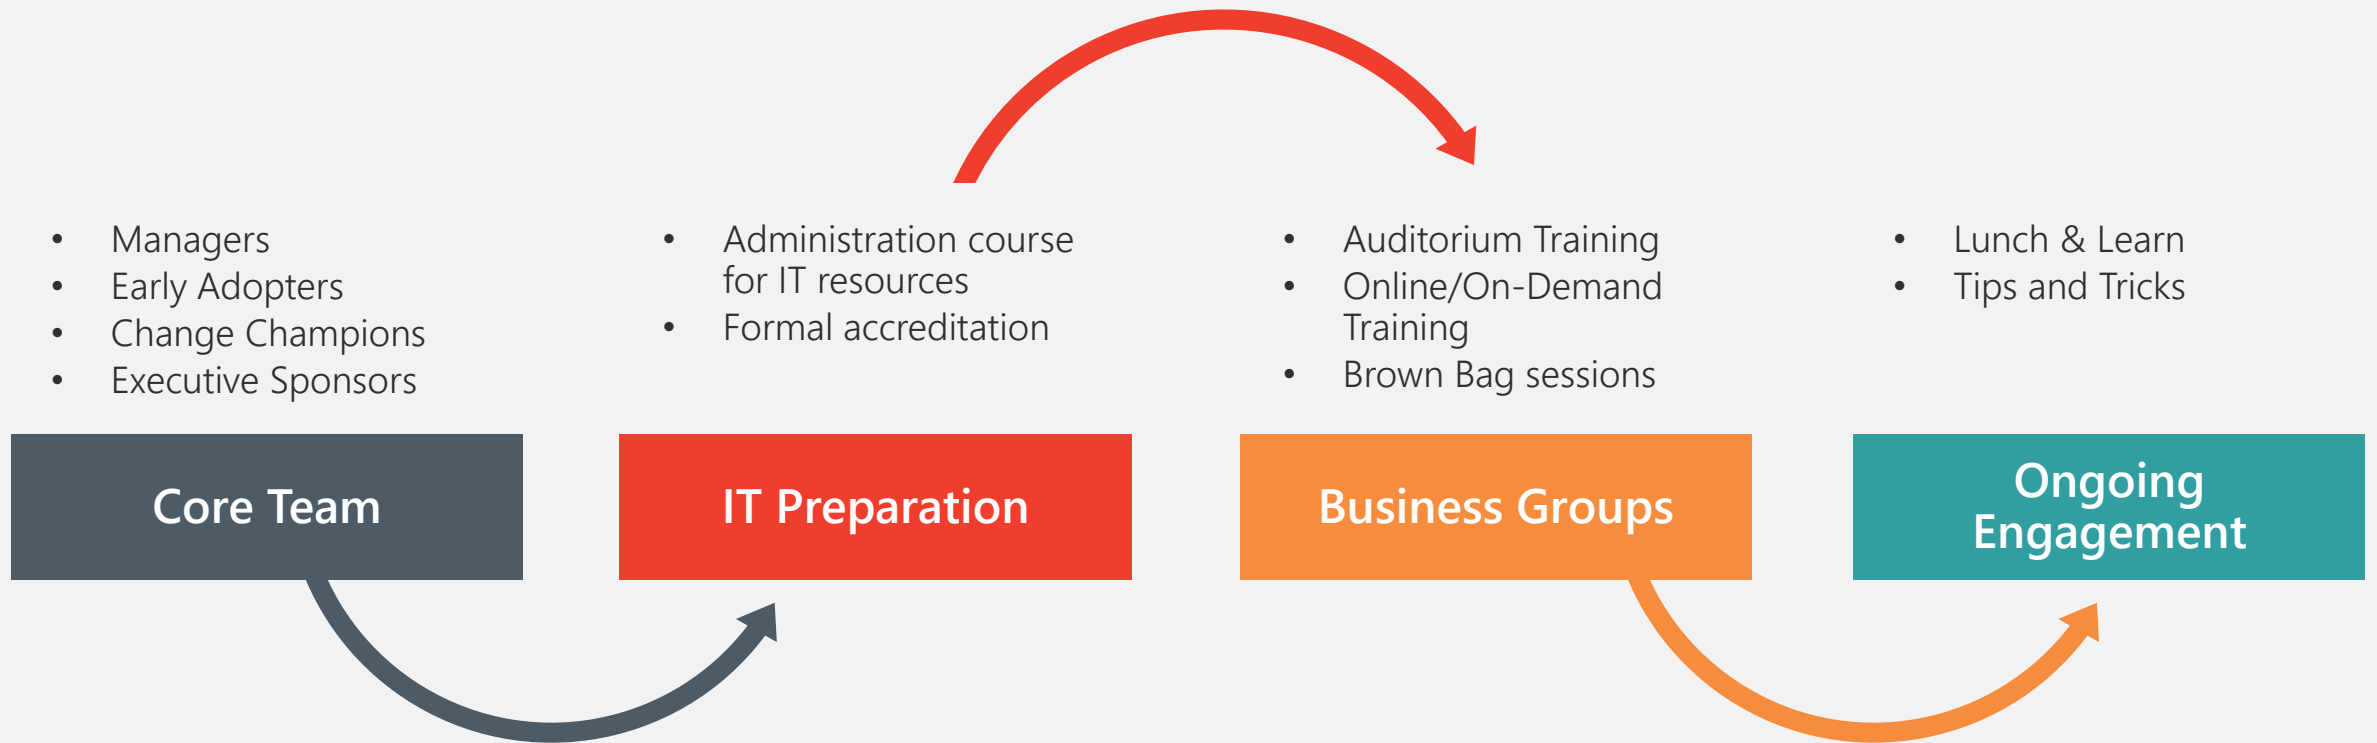 • Managers
• Early Adopters
• Change Champions
• Executive Sponsors
Core Team
• Administration course
for IT resources
• Formal accreditation
IT Preparation
• Auditorium Training
• Online/On-Demand
Training
• Brown Bag sessions
Business Groups
• Lunch & Learn
• Tips and Tricks
Ongoing
Engagement